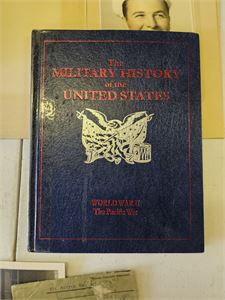 The
MILITARY HISTORY
of the
UNITED STATES
WORLD WAR II
The Pacific War